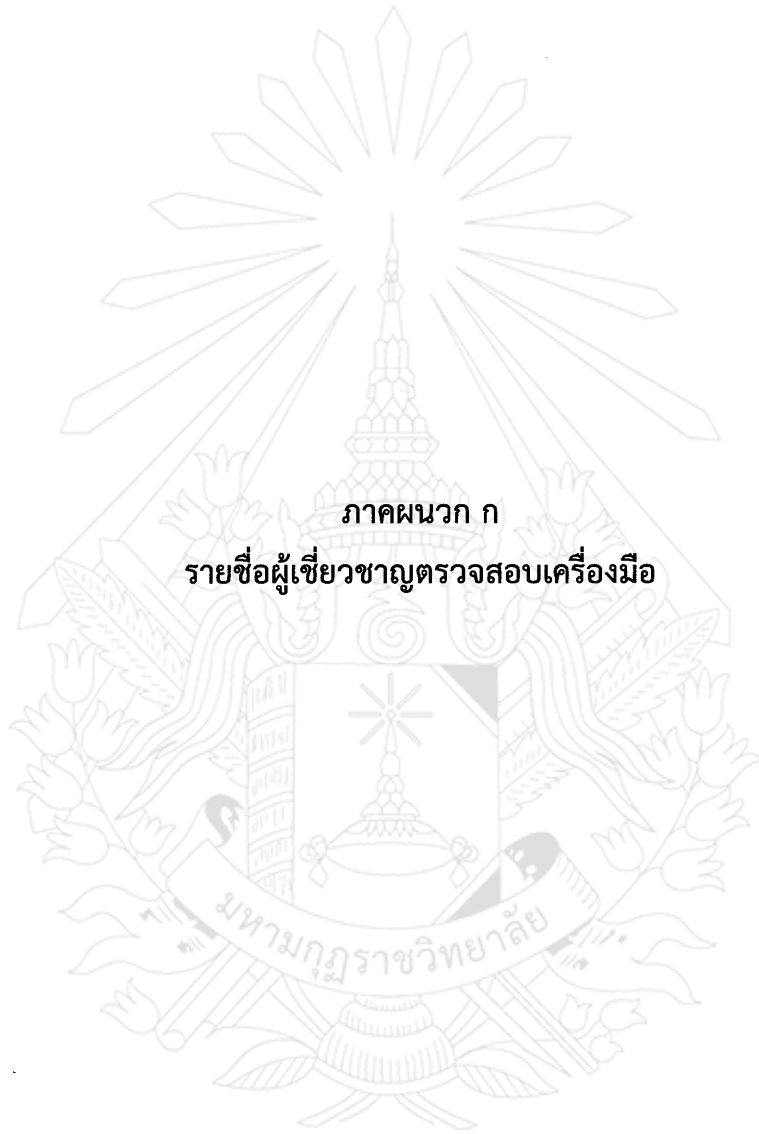 ภาคผนวก ก
รายชื่อผู้เชี่ยวชาญตรวจสอบเครื่องมือ
มหามกุฏราชวิทยาลัย